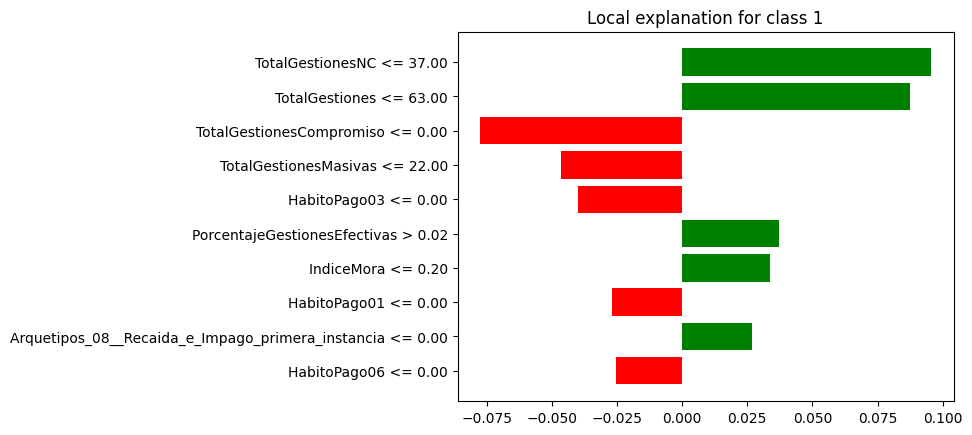 Local explanation for class 1
TotalGestionesNC <= 37.00
TotalGestiones <= 63.00
TotalGestionesCompromiso <= 0.00
TotalGestionesMasivas <= 22.00
HabitoPago03 <= 0.00
PorcentajeGestionesEfectivas > 0.02
IndiceMora <= 0.20
HabitoPago01 <= 0.00
Arquetipos_08__Recaida_e_Impago_primera_instancia <= 0.00
HabitoPago06 <= 0.00
−0.075 −0.050 −0.025 0.000 0.025 0.050 0.075 0.100